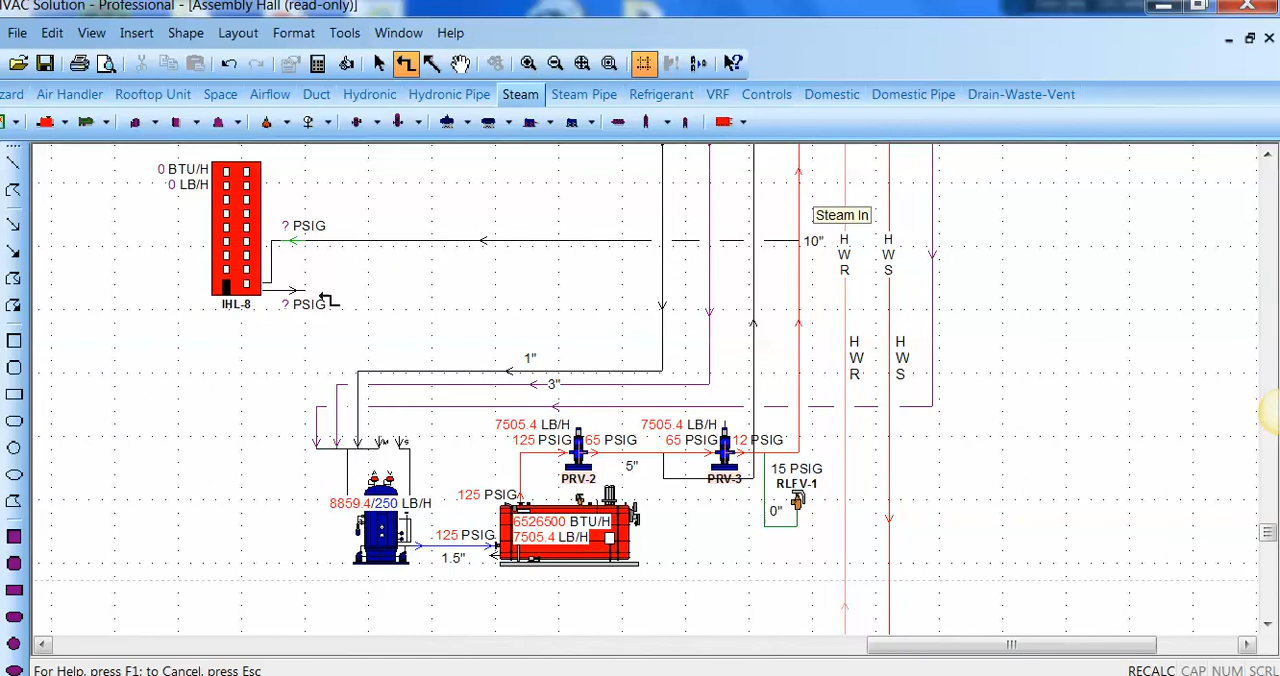 IVAC Solution - Professional - [Assembly Hall (read-only)]
File Edit View Insert Shape Layout Format Tools Window Help
zard Air Handler Rooftop Unit Space Airflow Duct Hydronic Hydronic Pipe Steam Steam Pipe Refrigerant VRF Controls Domestic Domestic Pipe Drain-Waste-Vent
0 BTU/H
0 LB/H
? PSIG
Steam In
10"
H
W
R
H
W
S
IHL-8
? PSIG
1"
3"
H
W
R
H
W
S
7505.4 LB/H
125 PSIG
65 PSIG
PRV-2
5"
7505.4 LB/H
65 PSIG
12 PSIG
PRV-3
15 PSIG
RLFV-1
0"
M
S
A
V
8859.4/250 LB/H
125 PSIG
125 PSIG
1.5"
6526500 BTU/H
7505.4 LB/H
For Help, press F1; to Cancel, press Esc
RECALC CAP NUM SCRL